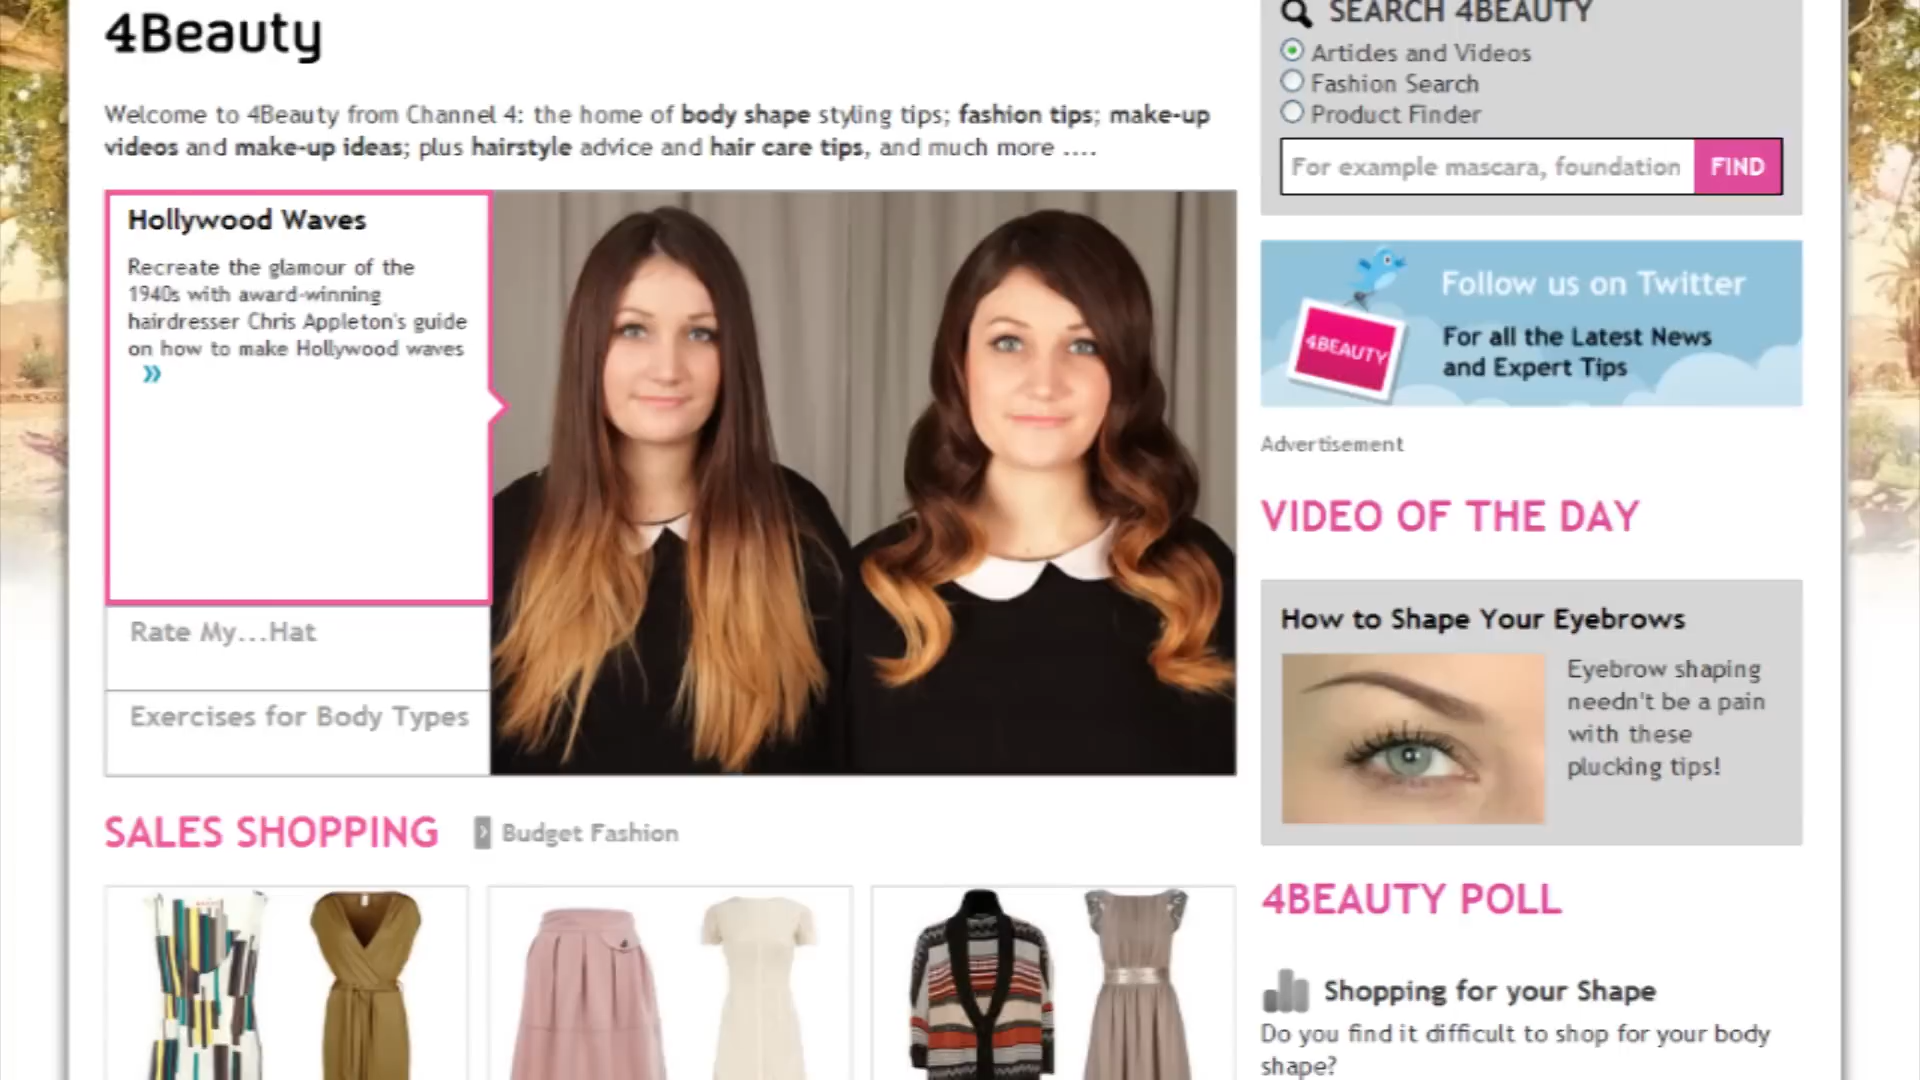 4Beauty
Welcome to 4Beauty from Channel 4: the home of body shape styling tips; fashion tips; make-up
videos and make-up ideas; plus hairstyle advice and hair care tips, and much more ....
Hollywood Waves
Recreate the glamour of the
1940s with award-winning
hairdresser Chris Appleton's guide
on how to make Hollywood waves
»
Rate My...Hat
Exercises for Body Types
SALES SHOPPING
Budget Fashion
SEARCH 4BEAUTY
Articles and Videos
Fashion Search
Product Finder
For example mascara, foundation
FIND
Follow us on Twitter
4BEAUTY
For all the Latest News
and Expert Tips
Advertisement
VIDEO OF THE DAY
How to Shape Your Eyebrows
Eyebrow shaping
needn't be a pain
with these
plucking tips!
4BEAUTY POLL
Shopping for your Shape
Do you find it difficult to shop for your body
shape?